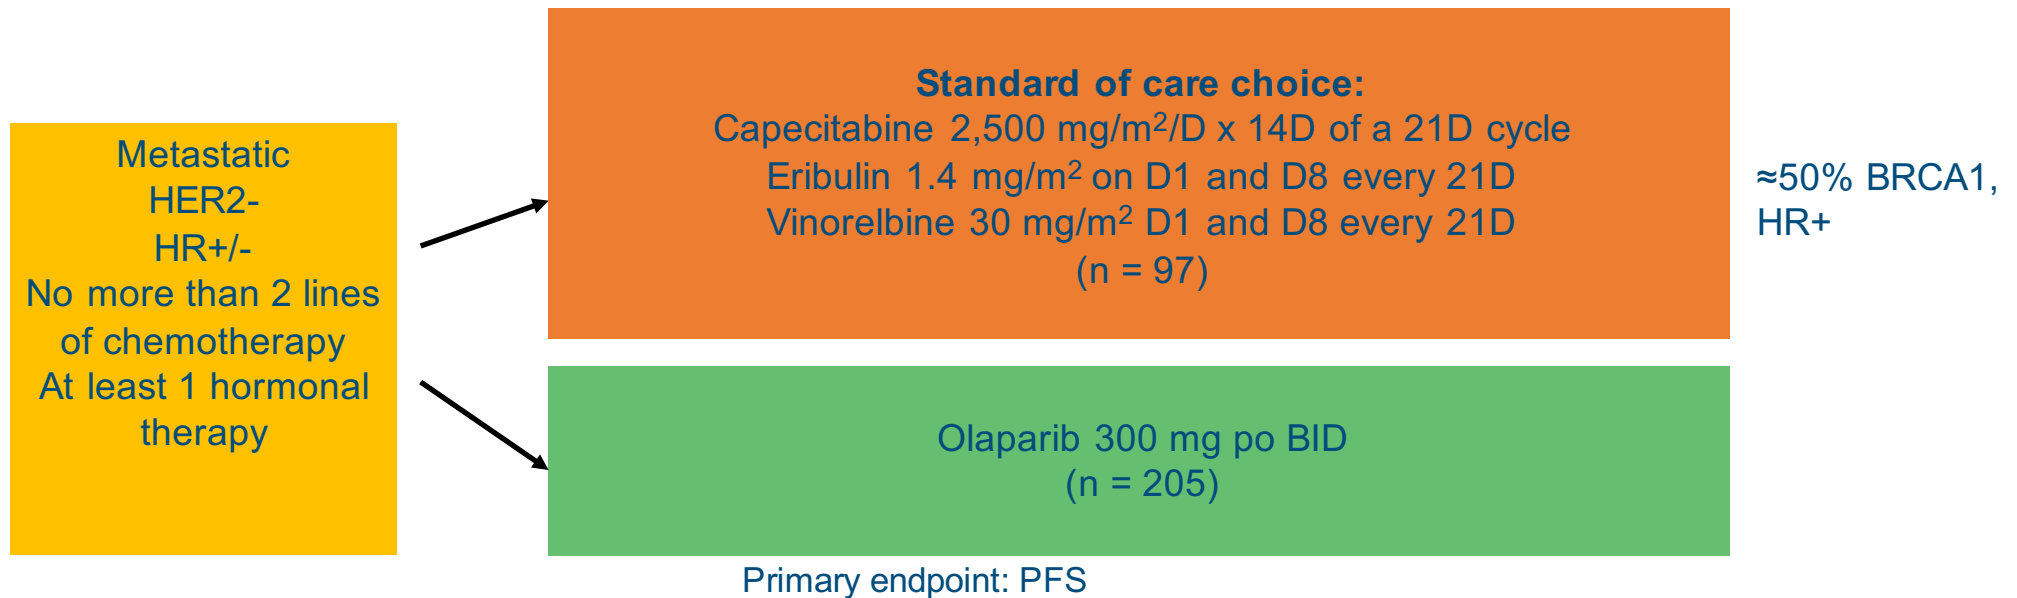 Metastatic
HER2-
HR+/-
No more than 2 lines
of chemotherapy
At least 1 hormonal
therapy
Standard of care choice:
Capecitabine 2,500 mg/m²/D x 14D of a 21D cycle
Eribulin 1.4 mg/m² on D1 and D8 every 21D
Vinorelbine 30 mg/m² D1 and D8 every 21D
(n = 97)
≈50% BRCA1,
HR+
Olaparib 300 mg po BID
(n = 205)
Primary endpoint: PFS